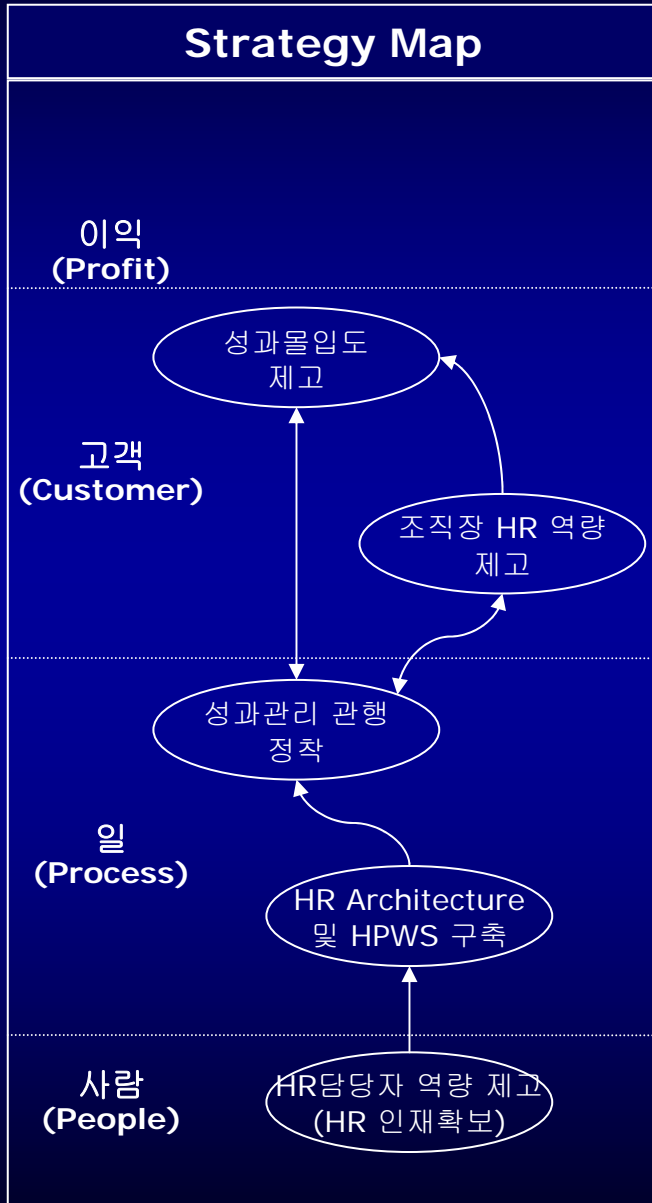 Strategy Map
이익
(Profit)
성과몰입도
제고
고객
(Customer)
조직장 HR 역량
제고
성과관리 관행
정착
일
(Process)
HR Architecture
및 HPWS 구축
사람
(People)
HR담당자 역량 제고
(HR 인재확보)